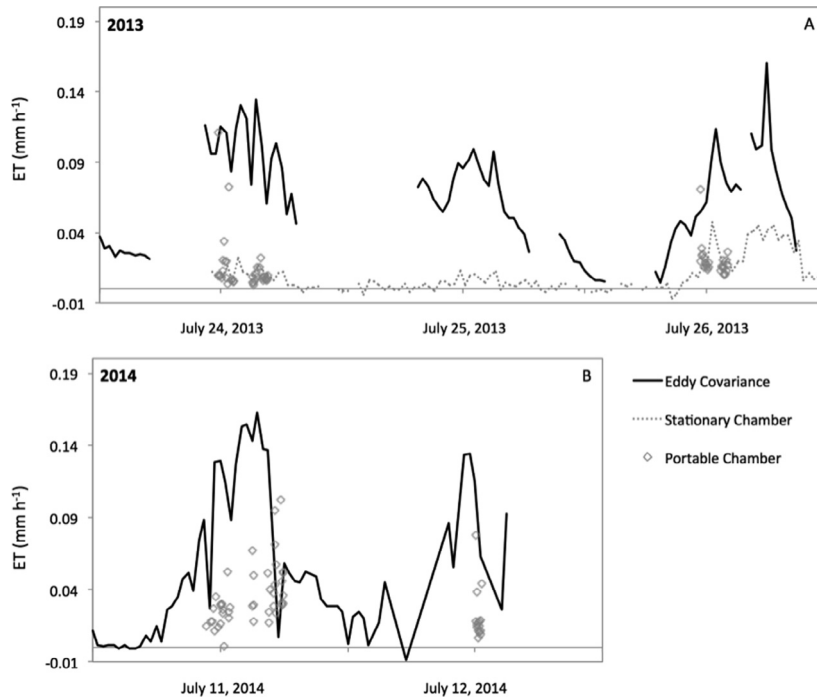 2013
A
0.19
0.14
0.09
0.04
-0.01
ET (mm h⁻¹)
July 24, 2013
July 25, 2013
July 26, 2013
2014
B
0.19
0.14
0.09
0.04
-0.01
ET (mm h⁻¹)
July 11, 2014
July 12, 2014
Eddy Covariance
Stationary Chamber
Portable Chamber